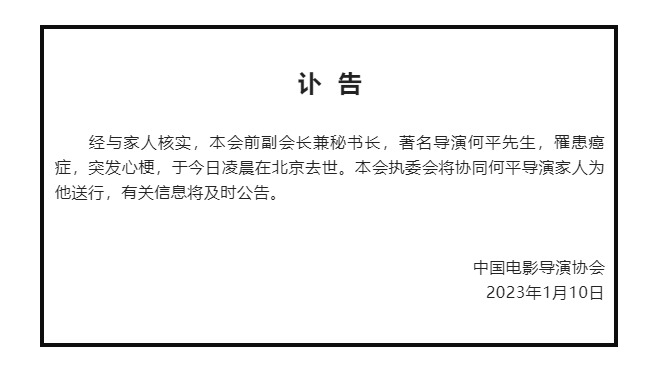 讣 告
经与家人核实，本会前副会长兼秘书长，著名导演何平先生，罹患癌
症，突发心梗，于今日凌晨在北京去世。本会执委会将协同何平导演家人为
他送行，有关信息将及时公告。
中国电影导演协会
2023年1月10日